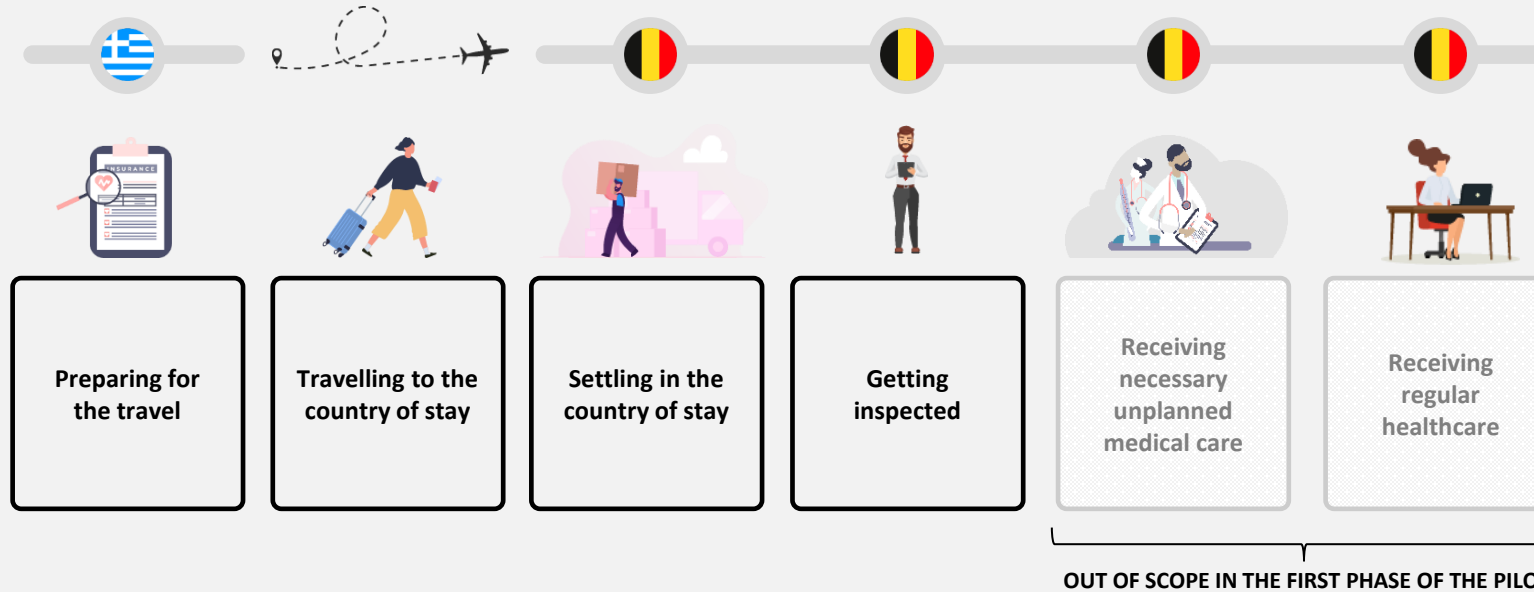 INSURANCE
Preparing for
the travel
Travelling to the
country of stay
Settling in the
country of stay
Getting
inspected
Receiving
necessary
unplanned
medical care
Receiving
regular
healthcare
OUT OF SCOPE IN THE FIRST PHASE OF THE